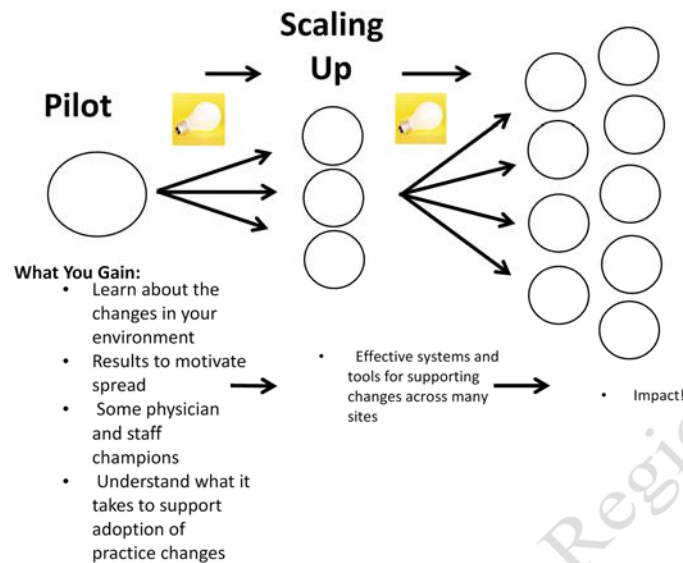 Scaling
Up
Pilot
What You Gain:
• Learn about the
changes in your
environment
• Results to motivate
spread
• Some physician
and staff
champions
• Understand what it
takes to support
adoption of
practice changes
• Effective systems and
tools for supporting
changes across many
sites
• Impact!
Regi